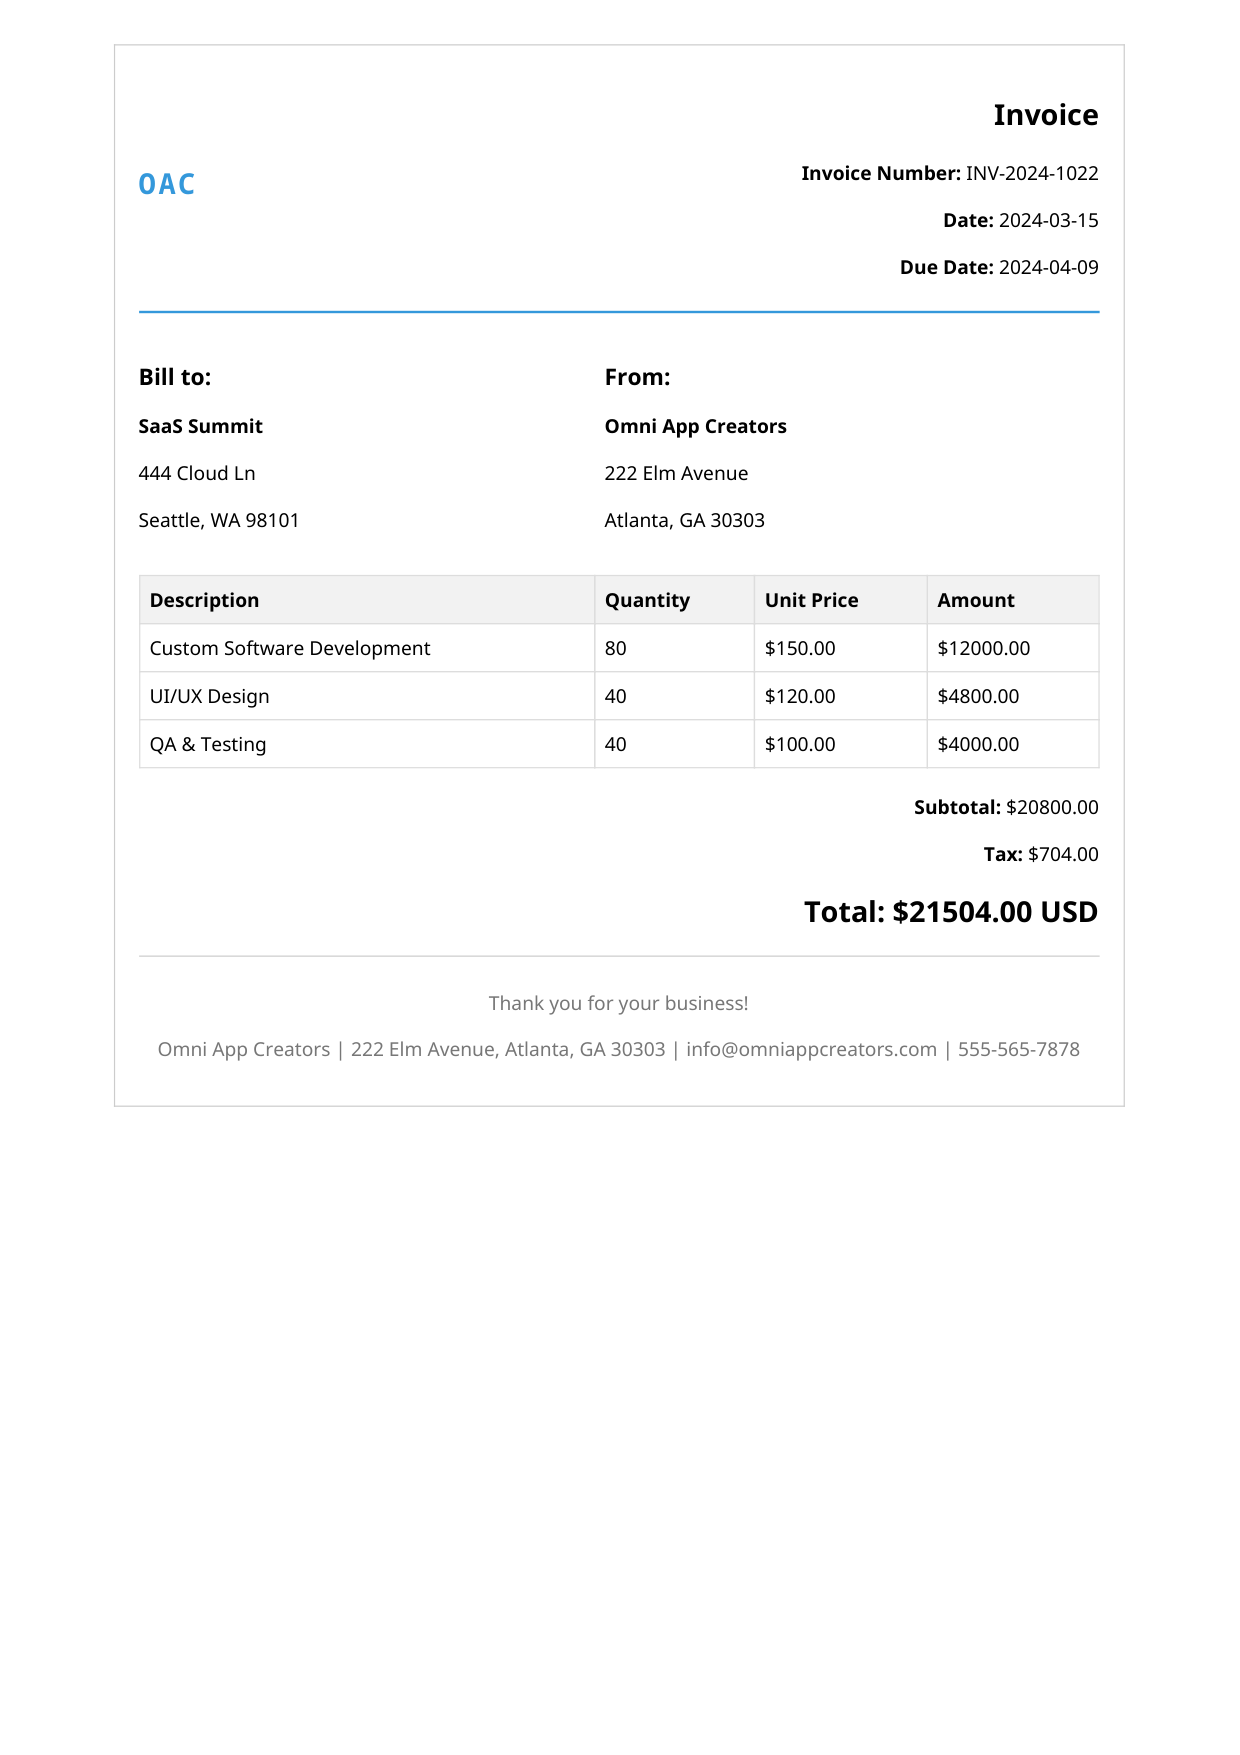 Invoice
OAC
Invoice Number: INV-2024-1022
Date: 2024-03-15
Due Date: 2024-04-09
Bill to:
SaaS Summit
444 Cloud Ln
Seattle, WA 98101
From:
Omni App Creators
222 Elm Avenue
Atlanta, GA 30303
Description Quantity Unit Price Amount
Custom Software Development 80 $150.00 $12000.00
UI/UX Design 40 $120.00 $4800.00
QA & Testing 40 $100.00 $4000.00
Subtotal: $20800.00
Tax: $704.00
Total: $21504.00 USD
Thank you for your business!
Omni App Creators | 222 Elm Avenue, Atlanta, GA 30303 | info@omniappcreators.com | 555-565-7878